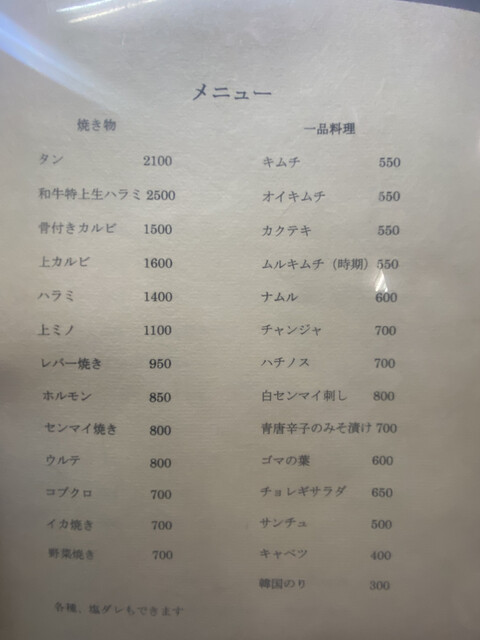 メニュー
焼き物
タン 2100
和牛特上生ハラミ 2500
骨付きカルビ 1500
上カルビ 1600
ハラミ 1400
上ミノ 1100
レバー焼き 950
ホルモン 850
センマイ焼き 800
ウルテ 800
コブクロ 700
イカ焼き 700
野菜焼き 700
各種、塩ダレもできます
一品料理
キムチ 550
オイキムチ 550
カクテキ 550
ムルキムチ（時期）550
ナムル 600
チャンジャ 700
ハチノス 700
白センマイ刺し 800
青唐辛子のみそ漬け 700
ゴマの葉 600
チョレギサラダ 650
サンチュ 500
キャベツ 400
韓国のり 300